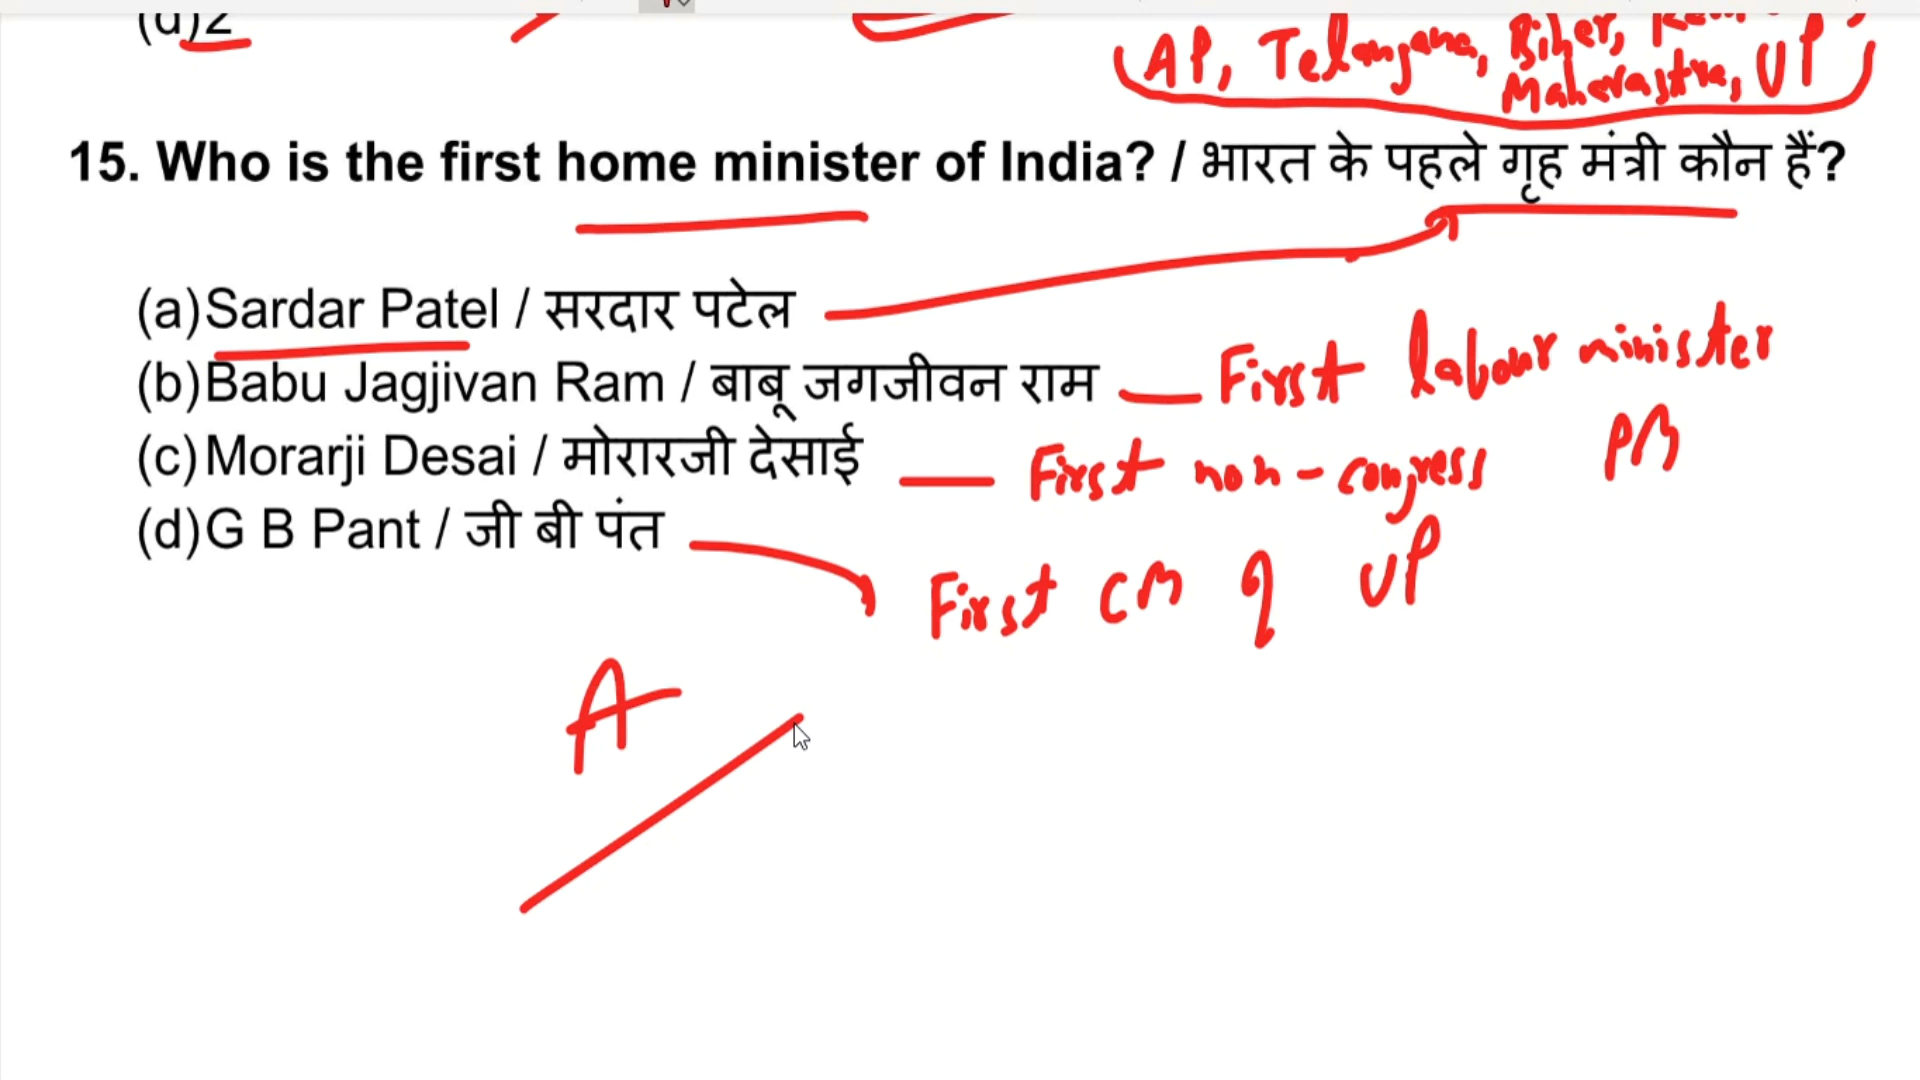 (d)2
AP, Telangana, Bihar,
Maharastra, UP
15. Who is the first home minister of India? / भारत के पहले गृह मंत्री कौन हैं?
(a) Sardar Patel / सरदार पटेल
(b) Babu Jagjivan Ram / बाबू जगजीवन राम — First labour minister
(c) Morarji Desai / मोरारजी देसाई — First non-congress PM
(d) G B Pant / जी बी पंत
First CM of UP
A